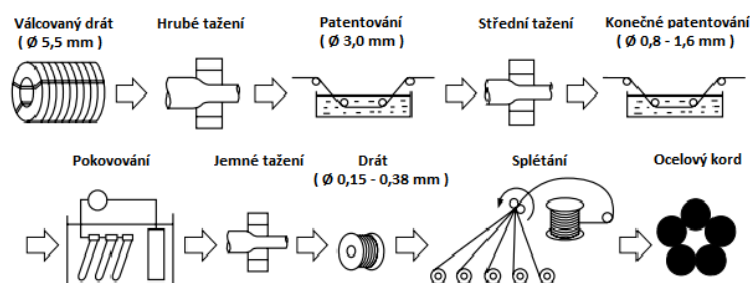 Válcovaný drát
( Ø 5,5 mm )
Hrubé tažení
Patentování
( Ø 3,0 mm )
Střední tažení
Konečné patentování
( Ø 0,8 - 1,6 mm )
Pokovování
Jemné tažení
Drát
( Ø 0,15 - 0,38 mm )
Splétání
Ocelový kord